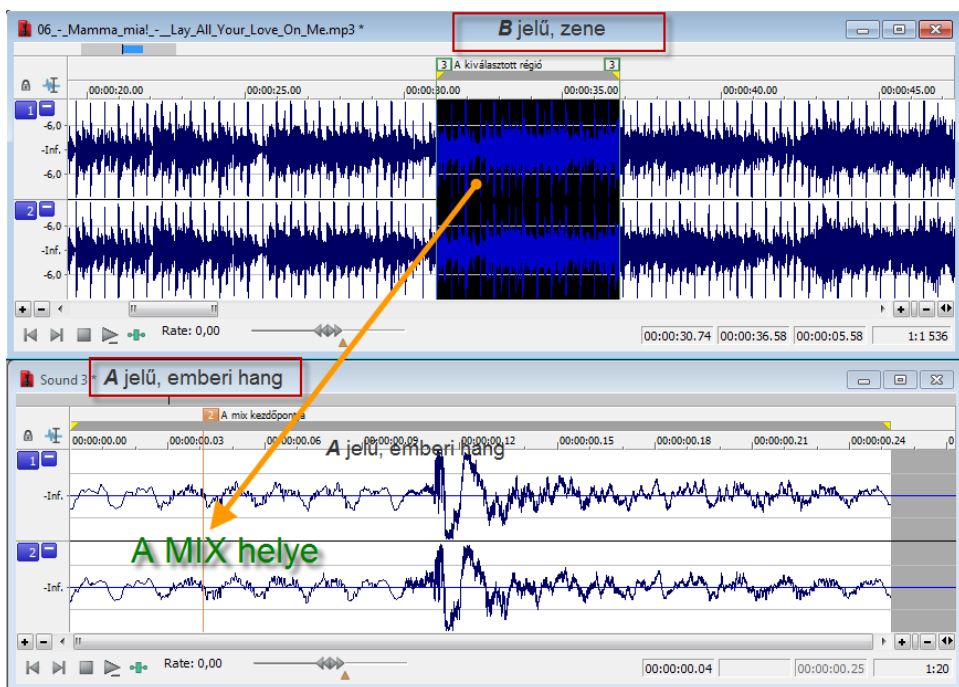 06_-_Mamma_mia!_-__Lay_All_Your_Love_On_Me.mp3 *
B jelű, zene
3 A kiválasztott régió 3
,00:00:20.00 ,00:00:25.00 ,00:00:30.00 ,00:00:35.00 ,00:00:40.00 ,00:00:45.00
1
-6,0
-Inf.
-6,0
2
-6,0
-Inf.
-6,0
Rate: 0,00
00:00:30.74 00:00:36.58 00:00:05.58 1:1 536
Sound 3 *
A jelű, emberi hang
2 A mix kezdőpontja
00:00:00.00 ,00:00:00.03 ,00:00:00.06 ,00:00:00.09 ,00:00:00.12 ,00:00:00.15 ,00:00:00.18 ,00:00:00.21 ,00:00:00.24 ,0
A jelű, emberi hang
1
-Inf.
A MIX helye
2
-Inf.
Rate: 0,00
00:00:00.04 00:00:00.25 1:20